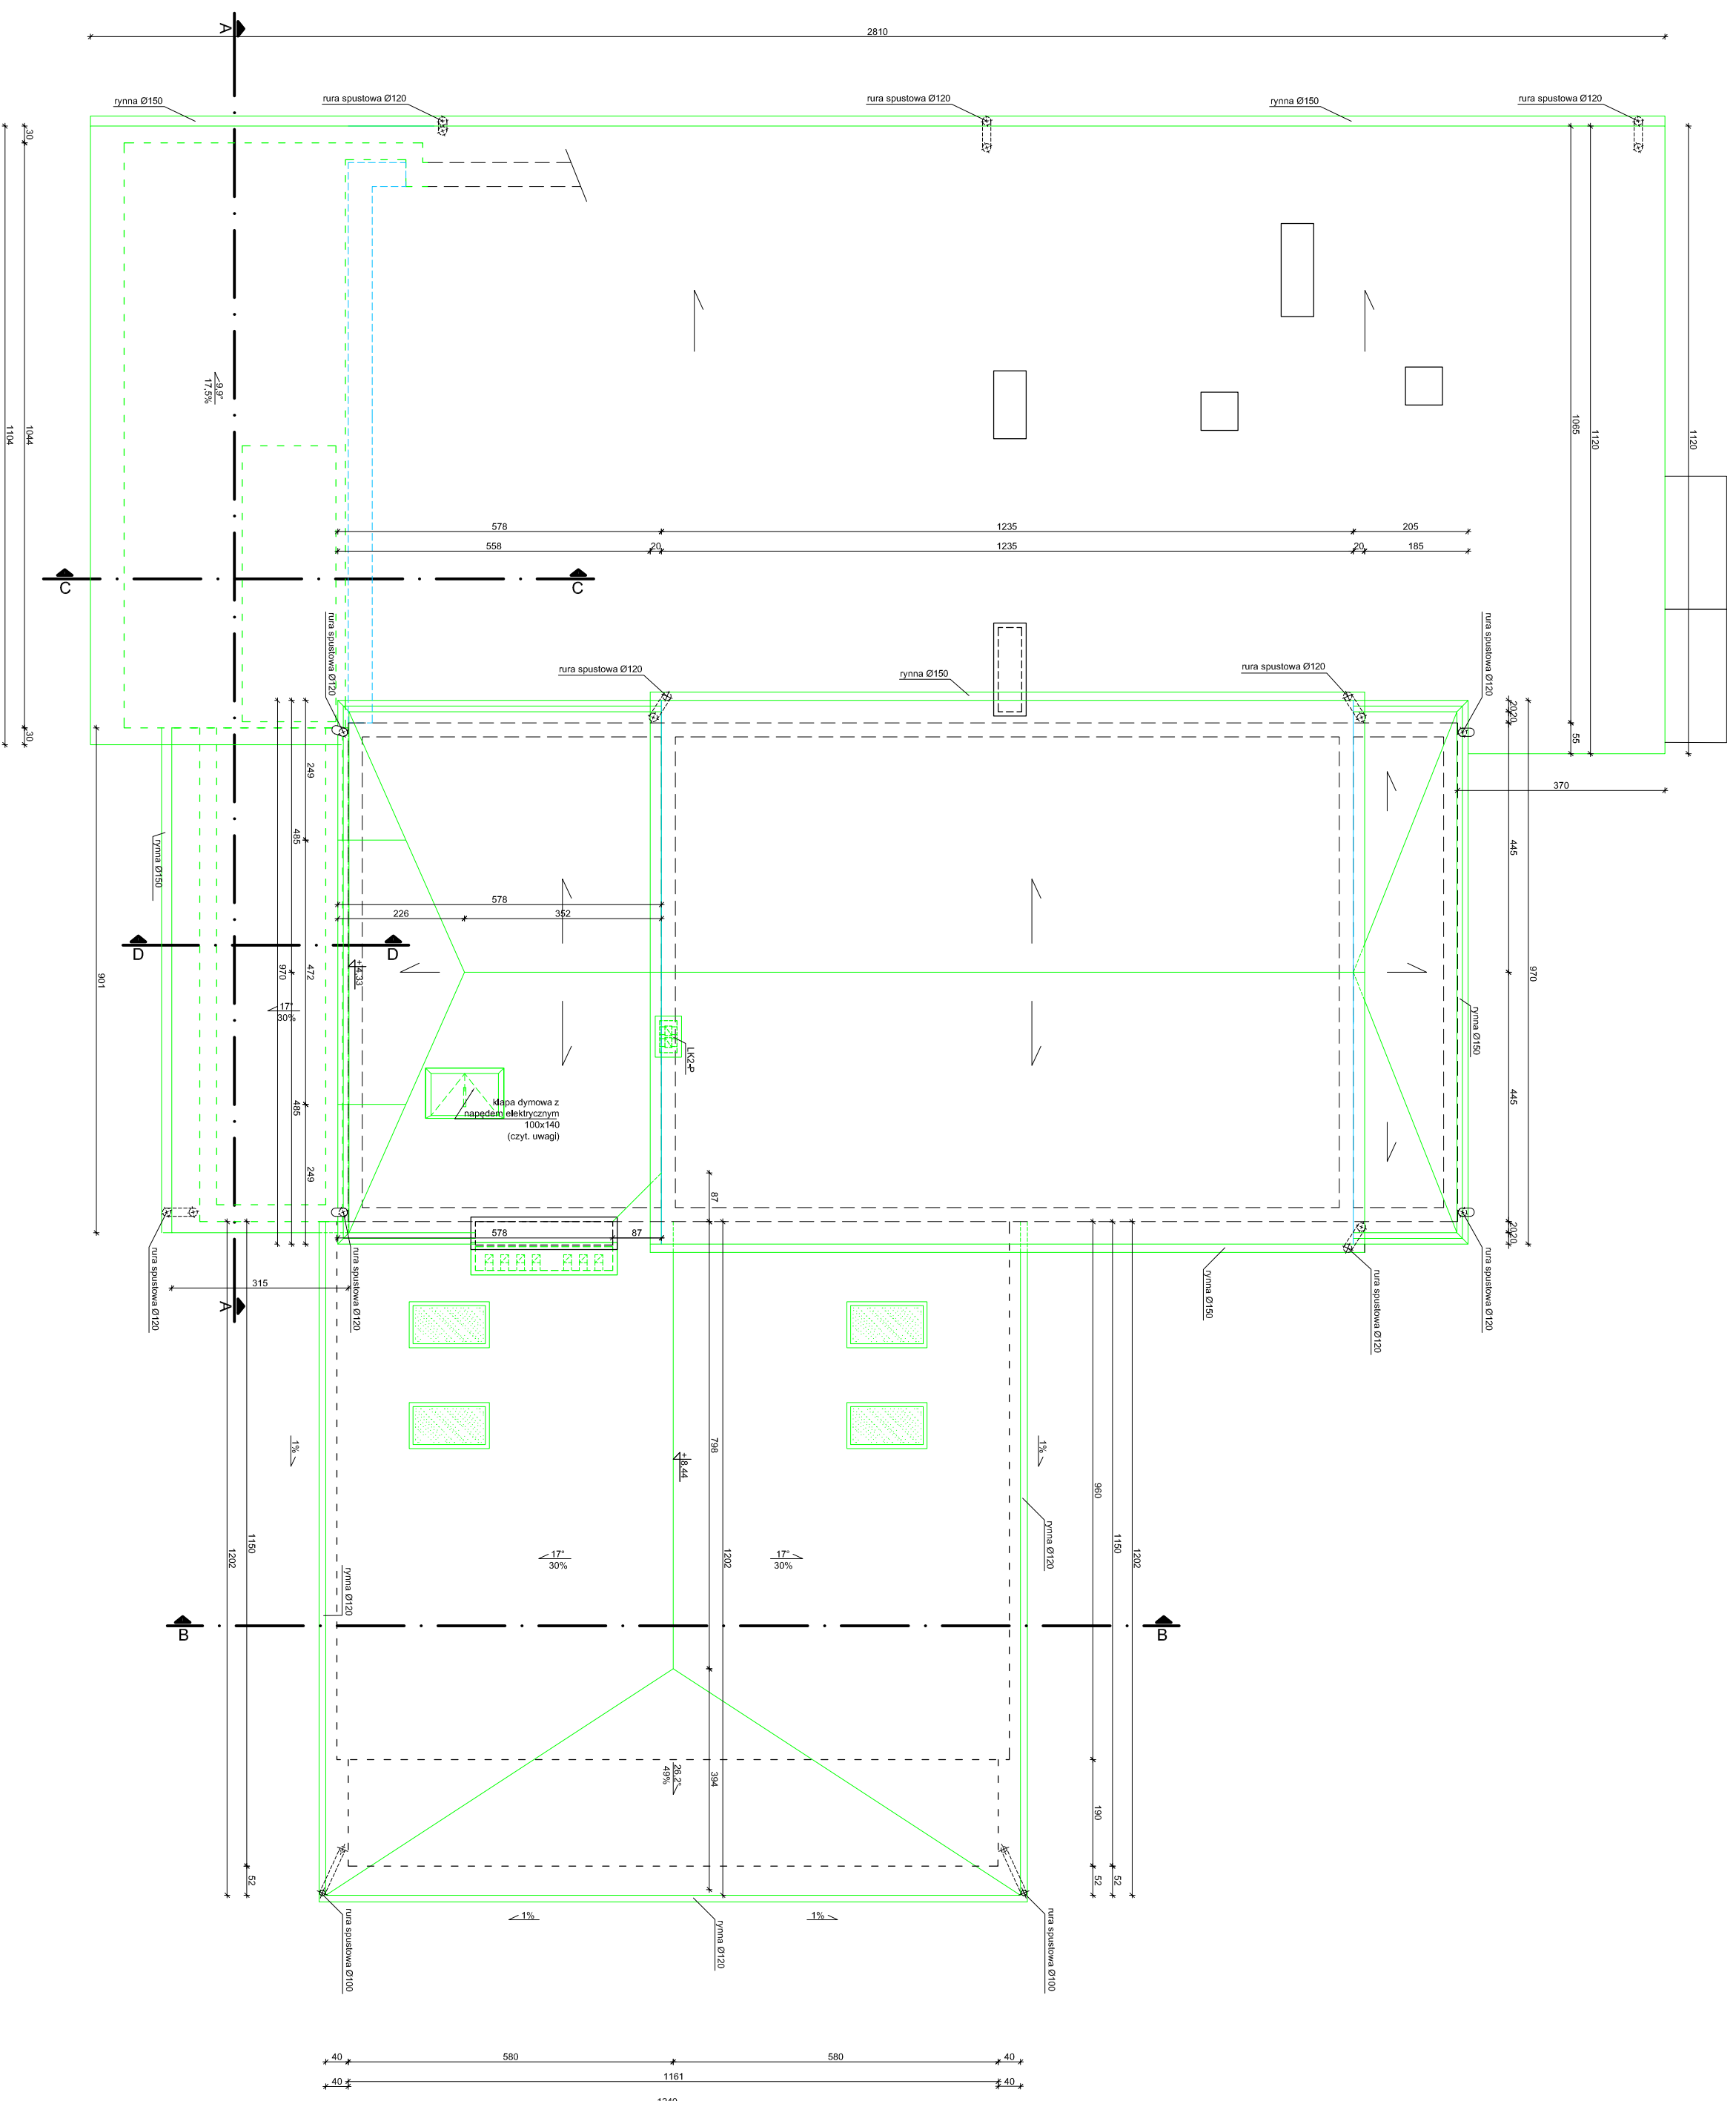 2810
A
rynna Ø150
rura spustowa Ø120
rura spustowa Ø120
rynna Ø150
rura spustowa Ø120
30
1044
1104
30
9,9°
17,5%
1065
1120
1120
55
578
1235
205
558
20
1235
20
185
C
C
rura spustowa Ø120
rura spustowa Ø120
rura spustowa Ø120
rynna Ø150
rura spustowa Ø120
2020
370
249
485
445
970
rynna Ø150
578
226
352
D
D
901
970
472
+4,33
17°
30%
rynna Ø150
LK2-P
klapa dymowa z
napędem elektrycznym
100x140
(czyt. uwagi)
485
445
249
87
578
87
2020
rura spustowa Ø120
315
A
rura spustowa Ø120
rynna Ø150
rura spustowa Ø120
rura spustowa Ø120
1%
798
+8,44
1%
960
rynna Ø120
1150
1202
1202
1150
1202
17°
30%
17°
30%
rynna Ø120
B
B
26,2°
49%
394
190
52
52
52
1%
1%
rura spustowa Ø100
rynna Ø120
rura spustowa Ø100
40
580
580
40
1161
40
40